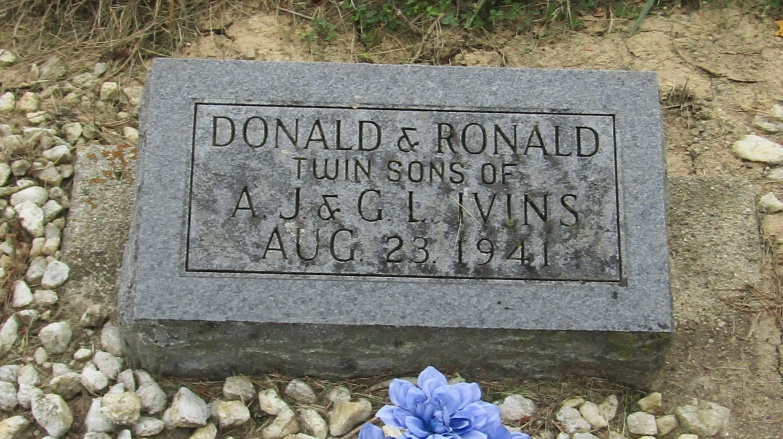 DONALD & RONALD
TWIN SONS OF
A. J. & G. L. IVINS
AUG. 23. 1941